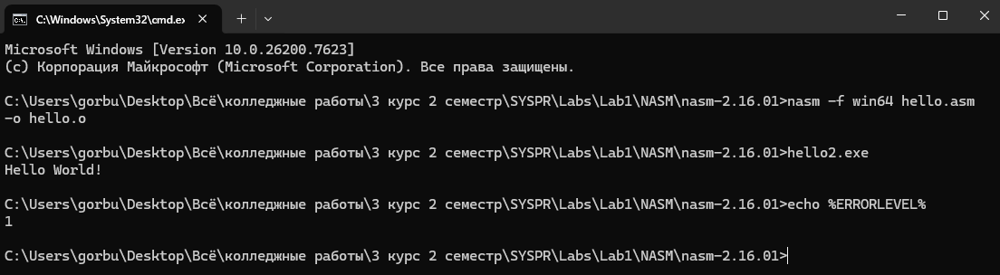 C:\Windows\System32\cmd.ex
Microsoft Windows [Version 10.0.26200.7623]
(c) Корпорация Майкрософт (Microsoft Corporation). Все права защищены.
C:\Users\gorbu\Desktop\Всё\колледжные работы\3 курс 2 семестр\SYSPR\Labs\Lab1\NASM\nasm-2.16.01>nasm -f win64 hello.asm
-o hello.o
C:\Users\gorbu\Desktop\Всё\колледжные работы\3 курс 2 семестр\SYSPR\Labs\Lab1\NASM\nasm-2.16.01>hello2.exe
Hello World!
C:\Users\gorbu\Desktop\Всё\колледжные работы\3 курс 2 семестр\SYSPR\Labs\Lab1\NASM\nasm-2.16.01>echo %ERRORLEVEL%
1
C:\Users\gorbu\Desktop\Всё\колледжные работы\3 курс 2 семестр\SYSPR\Labs\Lab1\NASM\nasm-2.16.01>